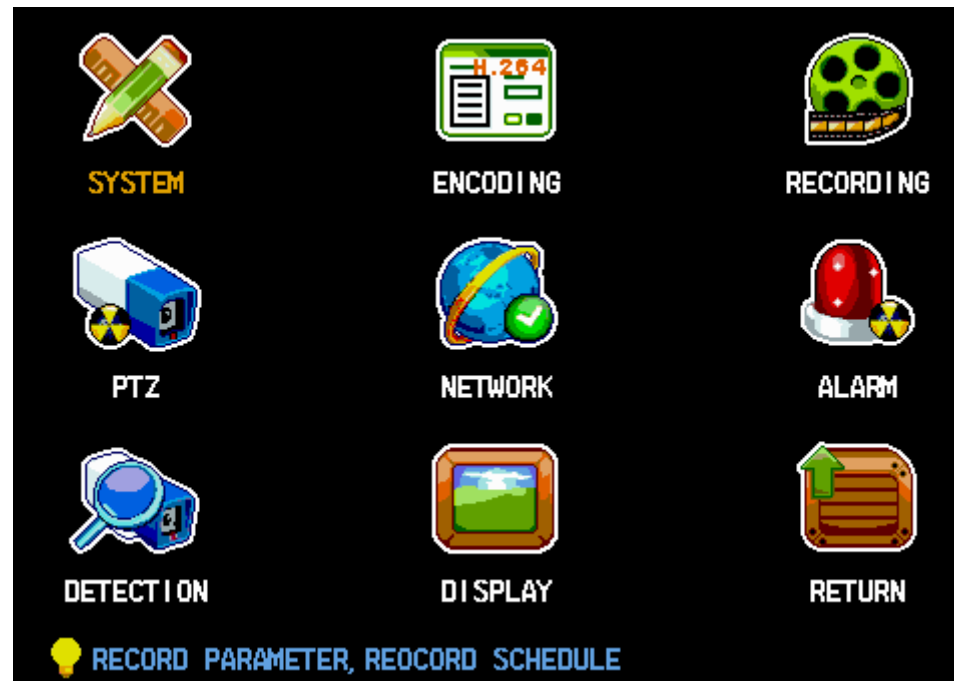 H.264
SYSTEM ENCODING RECORDING
PTZ NETWORK ALARM
DETECTION DISPLAY RETURN
RECORD PARAMETER, REOCORD SCHEDULE